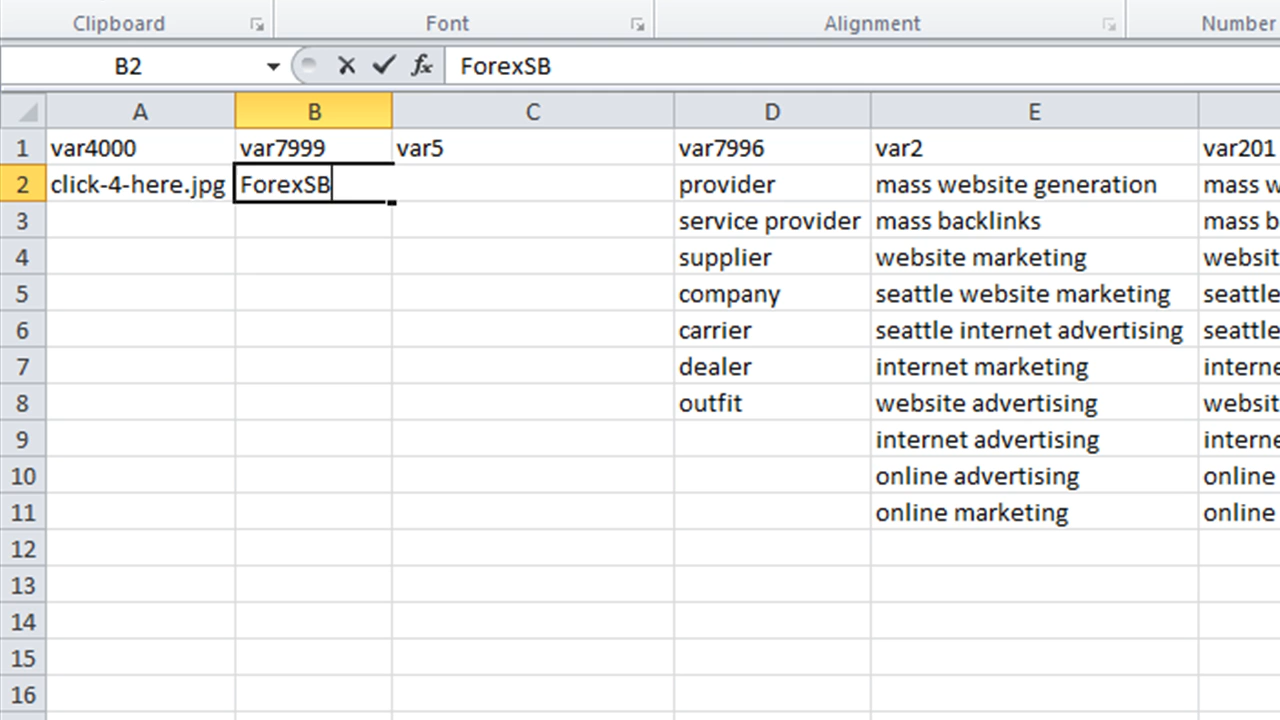 Clipboard Font Alignment Number
B2 fx ForexSB
A B C D E
1 var4000 var7999 var5 var7996 var2 var201
2 click-4-here.jpg ForexSB provider mass website generation mass w
3 service provider mass backlinks mass b
4 supplier website marketing websit
5 company seattle website marketing seattle
6 carrier seattle internet advertising seattle
7 dealer internet marketing interne
8 outfit website advertising websit
9 internet advertising interne
10 online advertising online
11 online marketing online
12
13
14
15
16